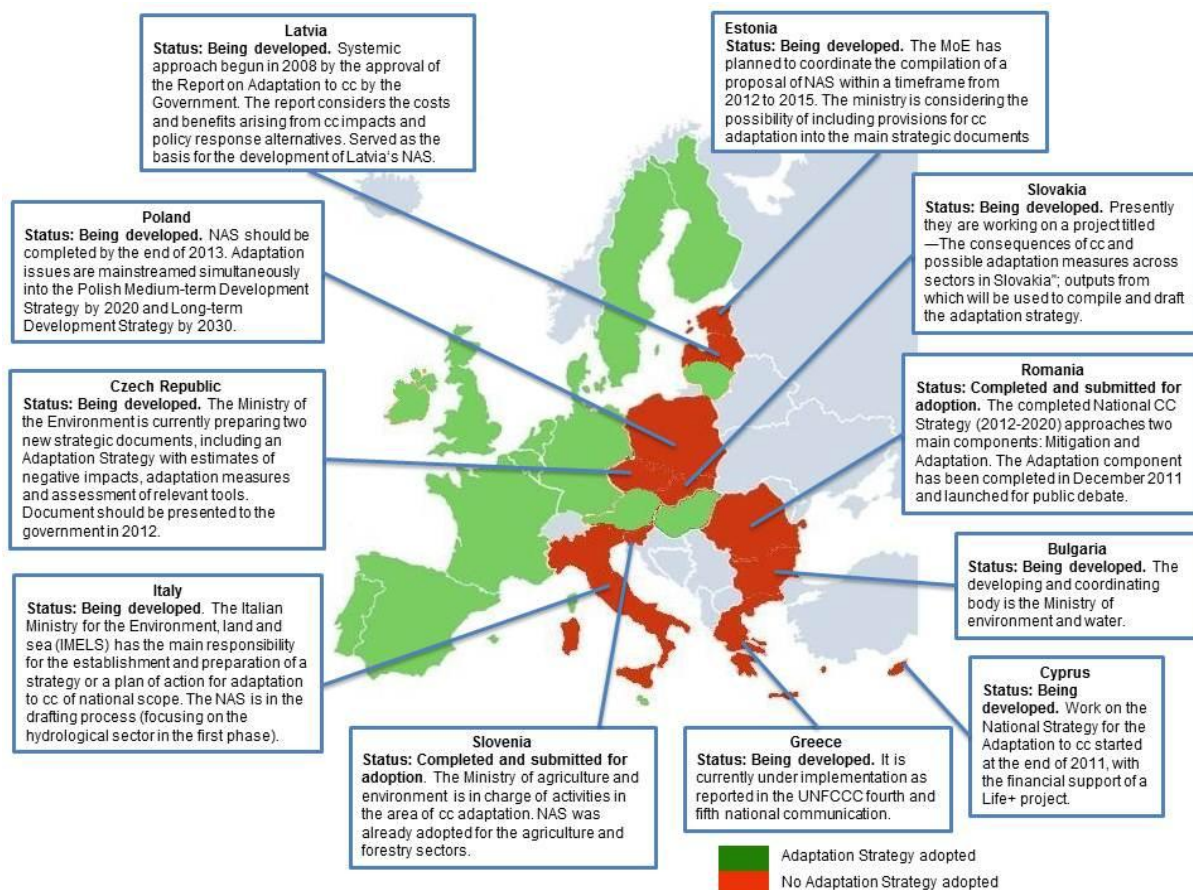 Latvia
Status: Being developed. Systemic
approach begun in 2008 by the approval of
the Report on Adaptation to cc by the
Government. The report considers the costs
and benefits arising from cc impacts and
policy response alternatives. Served as the
basis for the development of Latvia's NAS.
Estonia
Status: Being developed. The MoE has
planned to coordinate the compilation of a
proposal of NAS within a timeframe from
2012 to 2015. The ministry is considering the
possibility of including provisions for cc
adaptation into the main strategic documents
Poland
Status: Being developed. NAS should be
completed by the end of 2013. Adaptation
issues are mainstreamed simultaneously
into the Polish Medium-term Development
Strategy by 2020 and Long-term
Development Strategy by 2030.
Slovakia
Status: Being developed. Presently
they are working on a project titled
—The consequences of cc and
possible adaptation measures across
sectors in Slovakia"; outputs from
which will be used to compile and draft
the adaptation strategy.
Czech Republic
Status: Being developed. The Ministry of
the Environment is currently preparing two
new strategic documents, including an
Adaptation Strategy with estimates of
negative impacts, adaptation measures
and assessment of relevant tools.
Document should be presented to the
government in 2012.
Romania
Status: Completed and submitted for
adoption. The completed National CC
Strategy (2012-2020) approaches two
main components: Mitigation and
Adaptation. The Adaptation component
has been completed in December 2011
and launched for public debate.
Bulgaria
Status: Being developed. The
developing and coordinating
body is the Ministry of
environment and water.
Italy
Status: Being developed. The Italian
Ministry for the Environment, land and
sea (IMELS) has the main responsibility
for the establishment and preparation of a
strategy or a plan of action for adaptation
to cc of national scope. The NAS is in the
drafting process (focusing on the
hydrological sector in the first phase).
Cyprus
Status: Being
developed. Work on the
National Strategy for the
Adaptation to cc started
at the end of 2011, with
the financial support of a
Life+ project.
Slovenia
Status: Completed and submitted for
adoption. The Ministry of agriculture and
environment is in charge of activities in
the area of cc adaptation. NAS was
already adopted for the agriculture and
forestry sectors.
Greece
Status: Being developed. It is
currently under implementation as
reported in the UNFCCC fourth and
fifth national communication.
Adaptation Strategy adopted
No Adaptation Strategy adopted